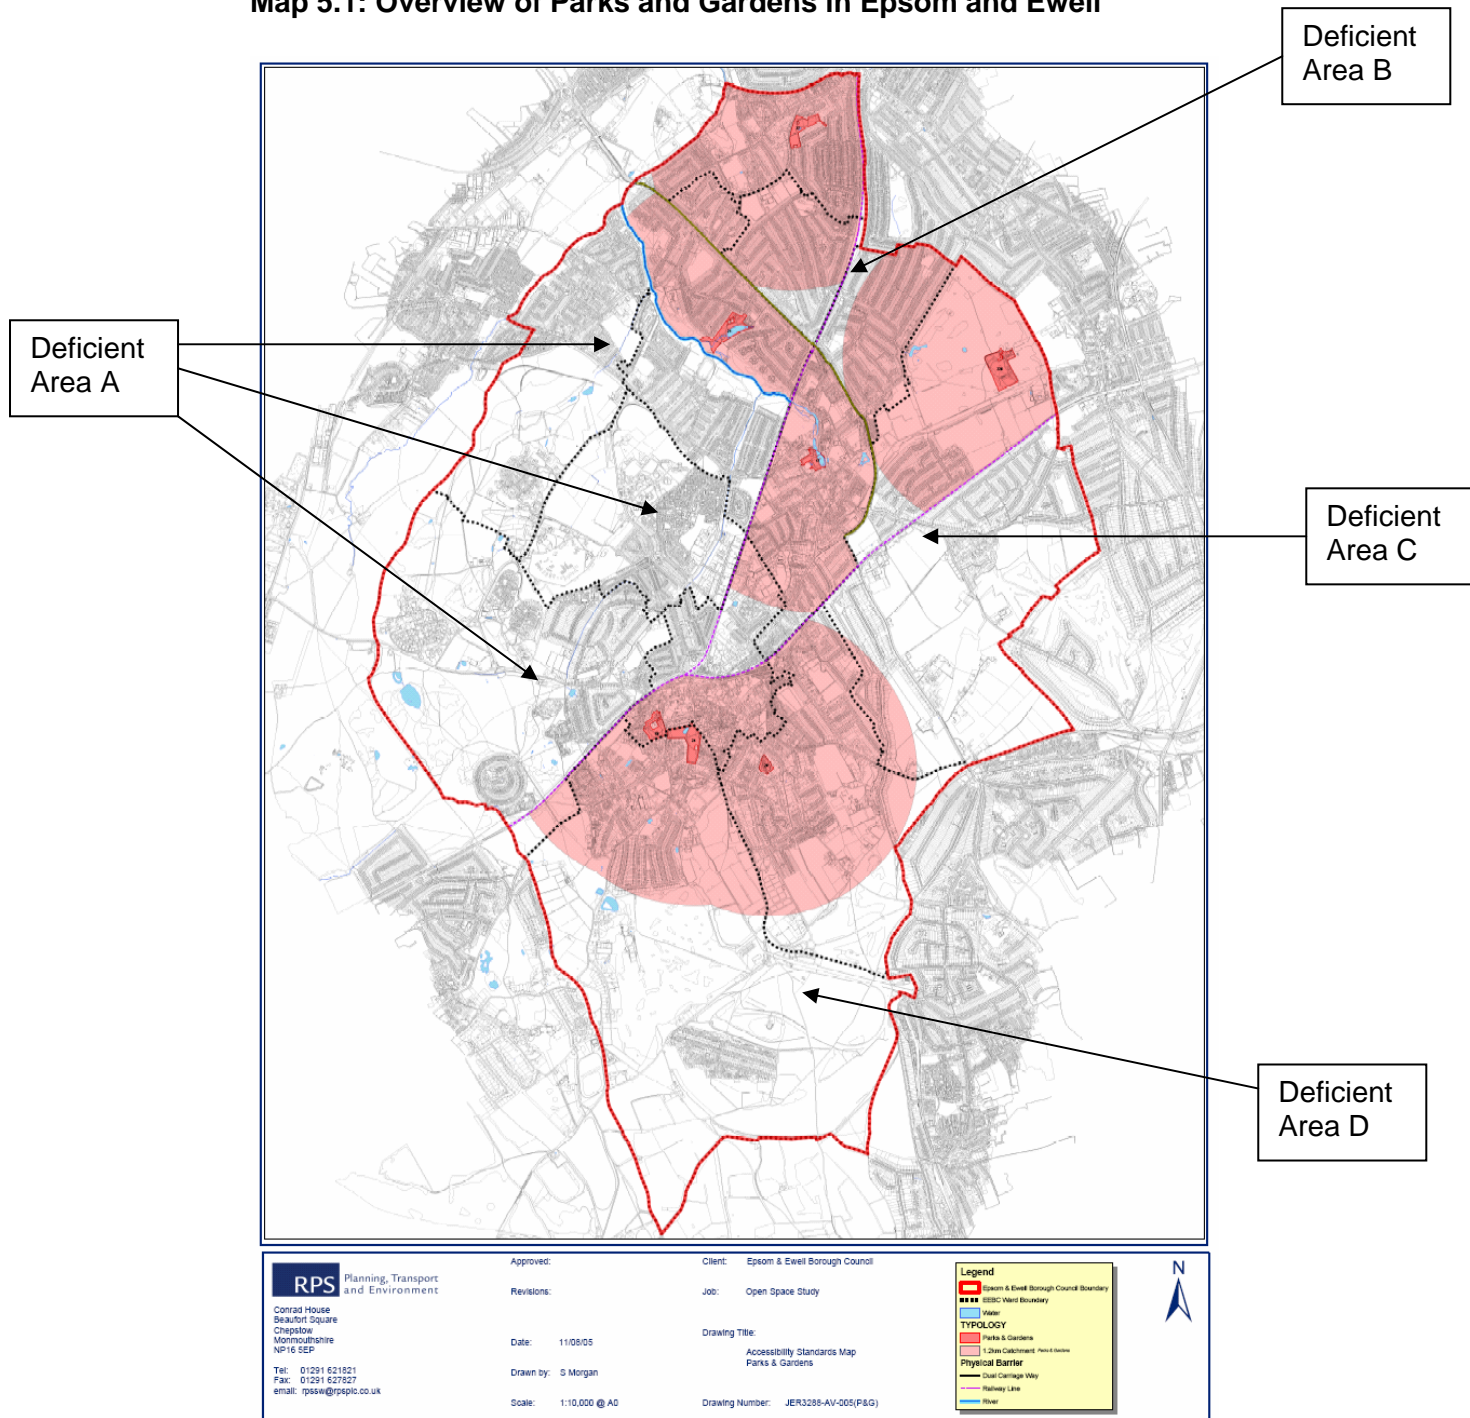 Map 5.1: Overview of Parks and Gardens in Epsom and Ewell
Deficient
Area B
Deficient
Area A
Deficient
Area C
Deficient
Area D
RPS
Planning, Transport
and Environment
Conrad House
Beaufort Square
Chepstow
Monmouthshire
NP16 5EP
Tel: 01291 621821
Fax: 01291 627827
email: rpssw@rpsplc.co.uk
Approved:
Revisions:
Date: 11/08/05
Drawn by: S Morgan
Scale: 1:10,000 @ A0
Client: Epsom & Ewell Borough Council
Job: Open Space Study
Drawing Title:
Accessibility Standards Map
Parks & Gardens
Drawing Number: JER3288-AV-005(P&G)
Legend
Epsom & Ewell Borough Council Boundary
EEBC Ward Boundary
Water
TYPOLOGY
Parks & Gardens
1.2km Catchment Parks & Gardens
Physical Barrier
Dual Carriage Way
Railway Line
River
N